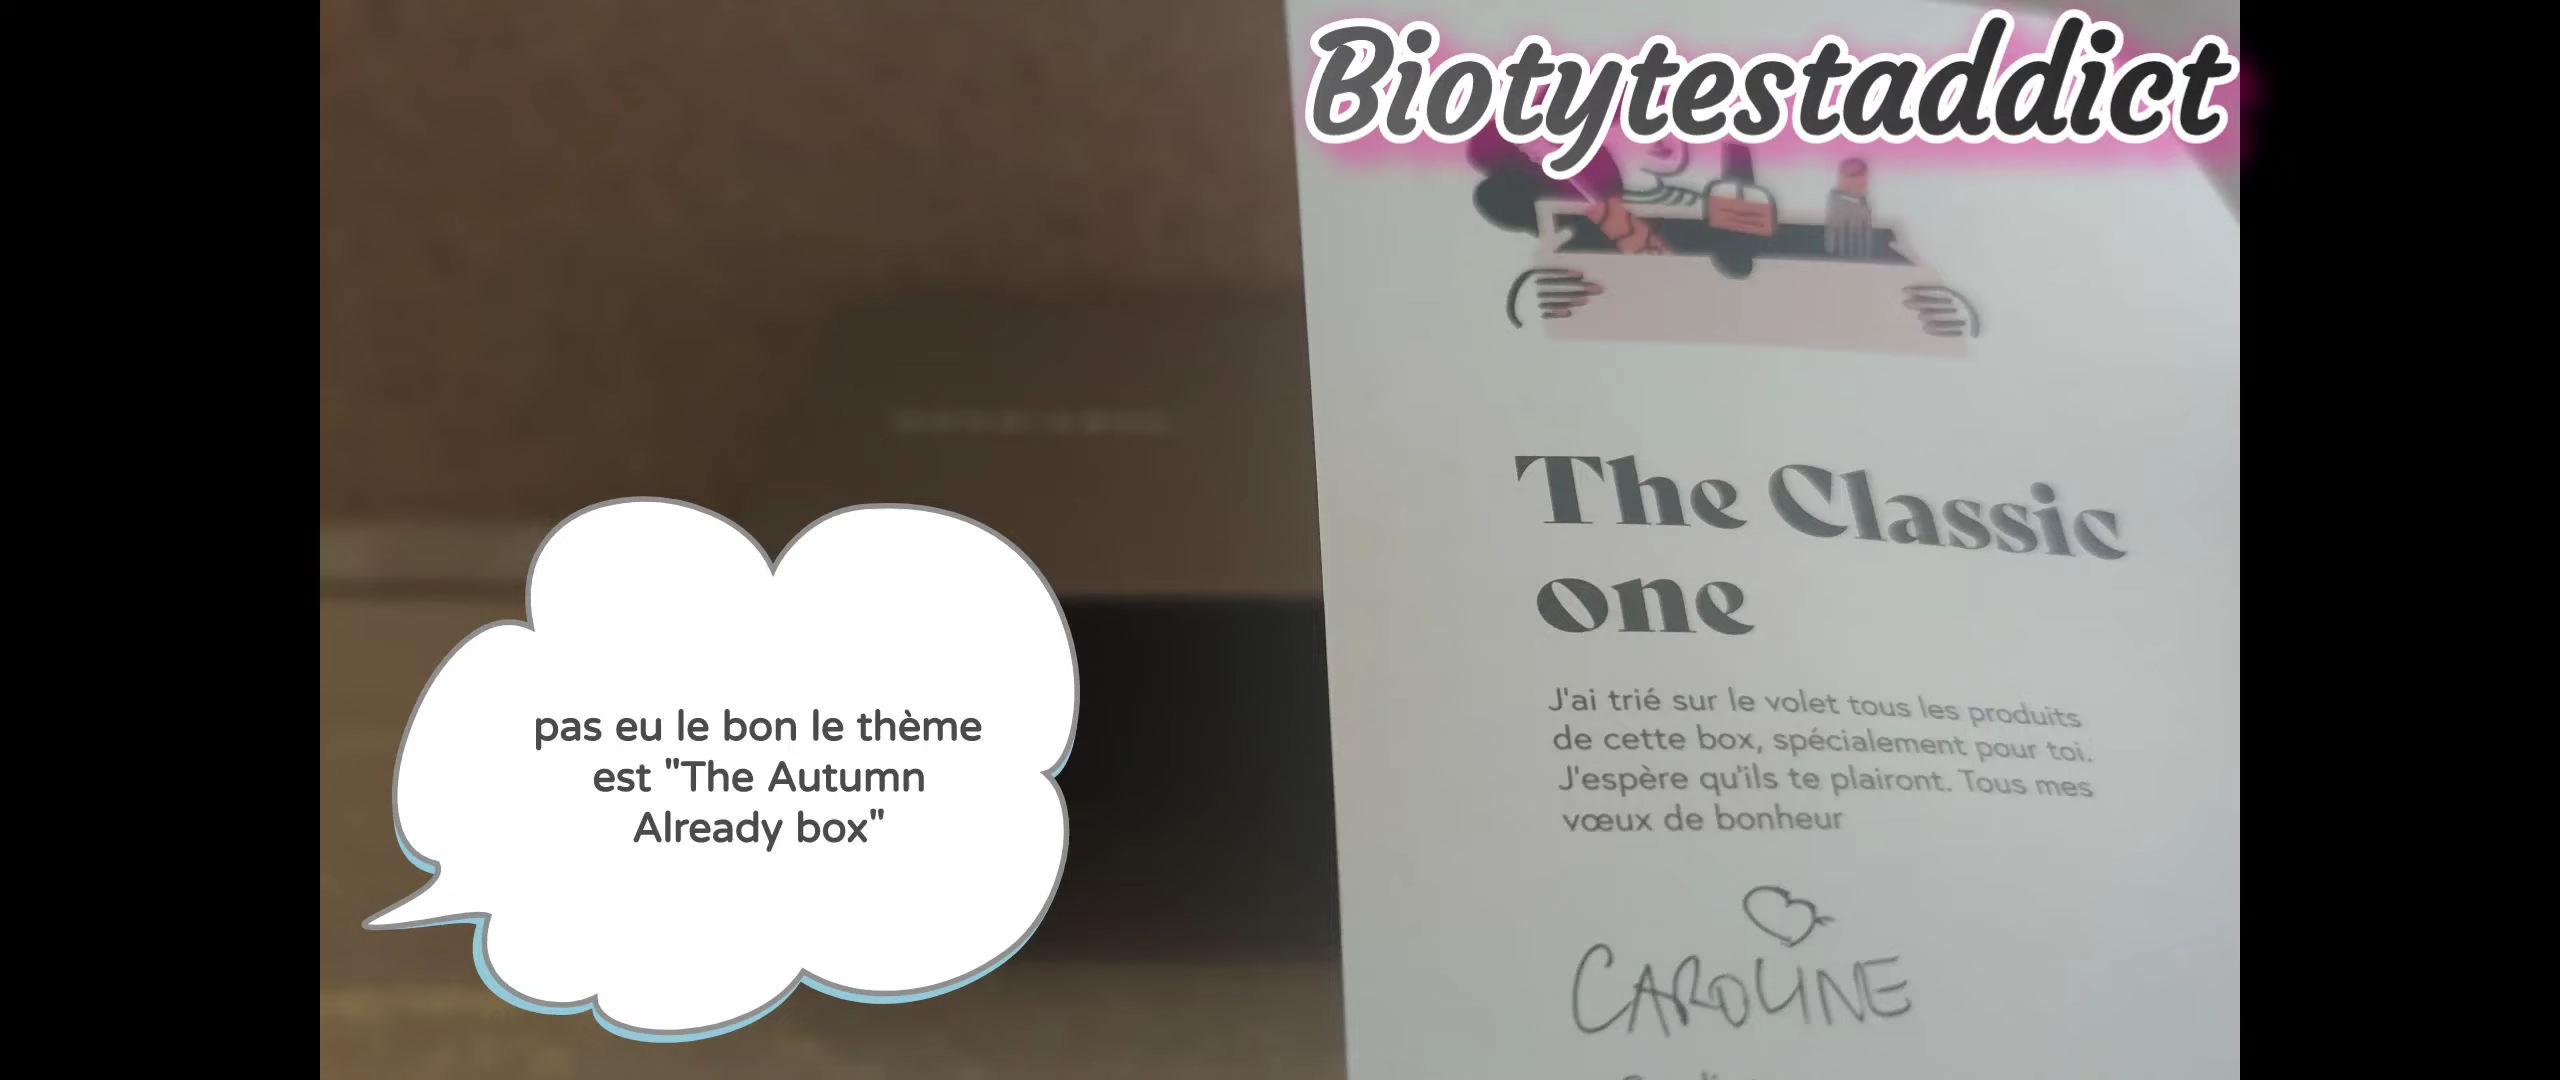 Biotytestaddict
The Classic
one
J'ai trié sur le volet tous les produits
de cette box, spécialement pour toi.
J'espère qu'ils te plairont. Tous mes
vœux de bonheur
CAROLINE
pas eu le bon le thème
est "The Autumn
Already box"